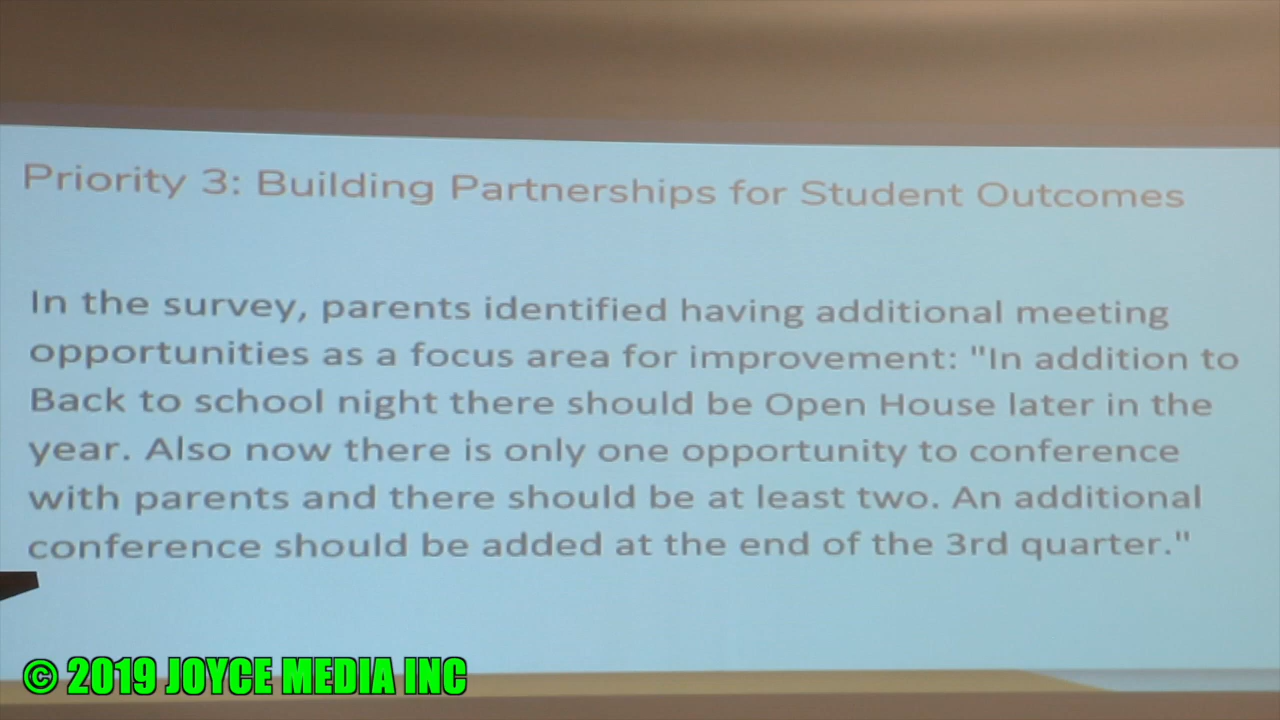 Priority 3: Building Partnerships for Student Outcomes
In the survey, parents identified having additional meeting
opportunities as a focus area for improvement: "In addition to
Back to school night there should be Open House later in the
year. Also now there is only one opportunity to conference
with parents and there should be at least two. An additional
conference should be added at the end of the 3rd quarter."
© 2019 JOYCE MEDIA INC